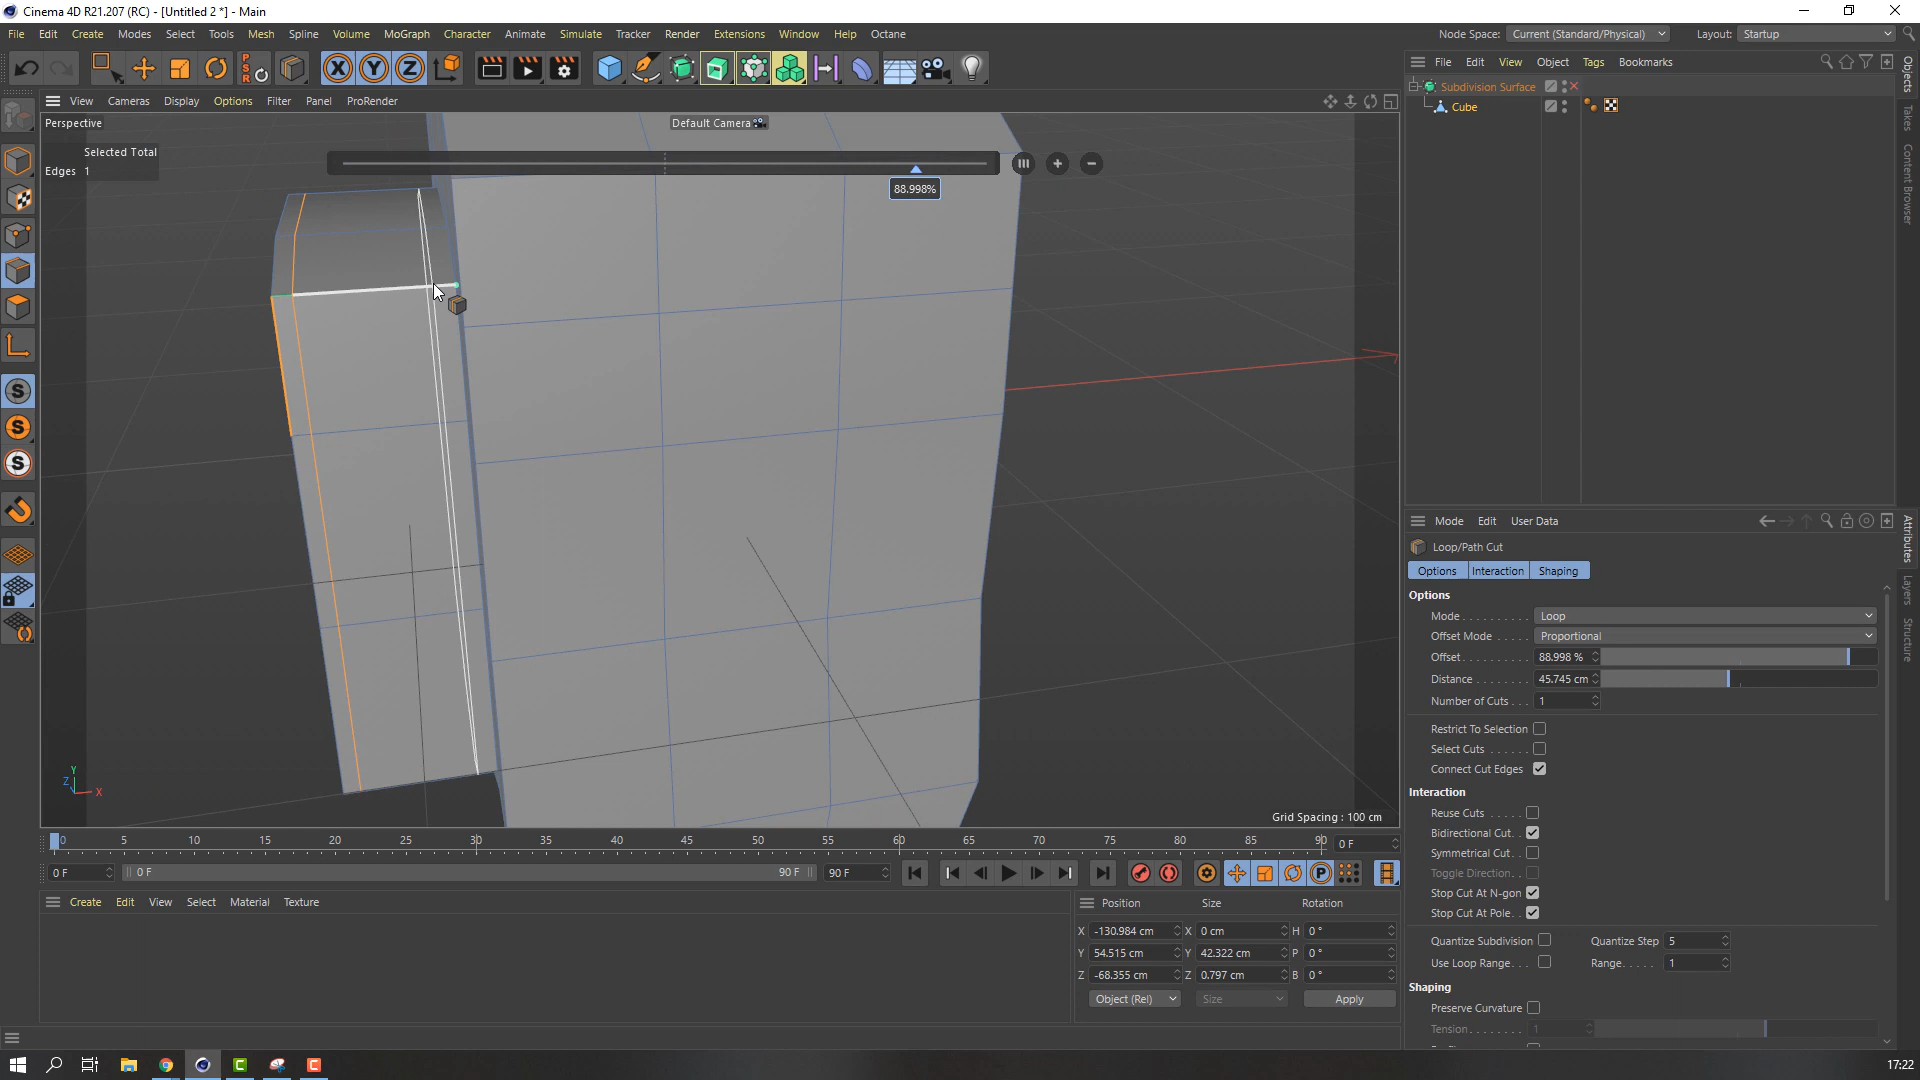 Cinema 4D R21.207 (RC) - [Untitled 2 *] - Main
File Edit Create Modes Select Tools Mesh Spline Volume MoGraph Character Animate Simulate Tracker Render Extensions Window Help Octane
Node Space: Current (Standard/Physical) Layout: Startup
PSR X Y Z
File Edit View Object Tags Bookmarks
View Cameras Display Options Filter Panel ProRender
Perspective
Default Camera
Selected Total
Edges 1
88.998%
Subdivision Surface
Cube
Objects
Takes
Content Browser
Mode Edit User Data
Loop/Path Cut
Options Interaction Shaping
Options
Mode Loop
Offset Mode Proportional
Offset 88.998 %
Distance 45.745 cm
Number of Cuts 1
Restrict To Selection
Select Cuts
Connect Cut Edges
Interaction
Reuse Cuts
Bidirectional Cut
Symmetrical Cut
Toggle Direction
Stop Cut At N-gon
Stop Cut At Pole
Quantize Subdivision Quantize Step 5
Use Loop Range Range 1
Shaping
Preserve Curvature
Tension 1
Attributes
Layers
Structure
Y
Z X
Grid Spacing : 100 cm
0 5 10 15 20 25 30 35 40 45 50 55 60 65 70 75 80 85 90 0 F
0 F 0 F 90 F 90 F
Create Edit View Select Material Texture
Position Size Rotation
X -130.984 cm X 0 cm H 0 °
Y 54.515 cm Y 42.322 cm P 0 °
Z -68.355 cm Z 0.797 cm B 0 °
Object (Rel) Size Apply
17:22